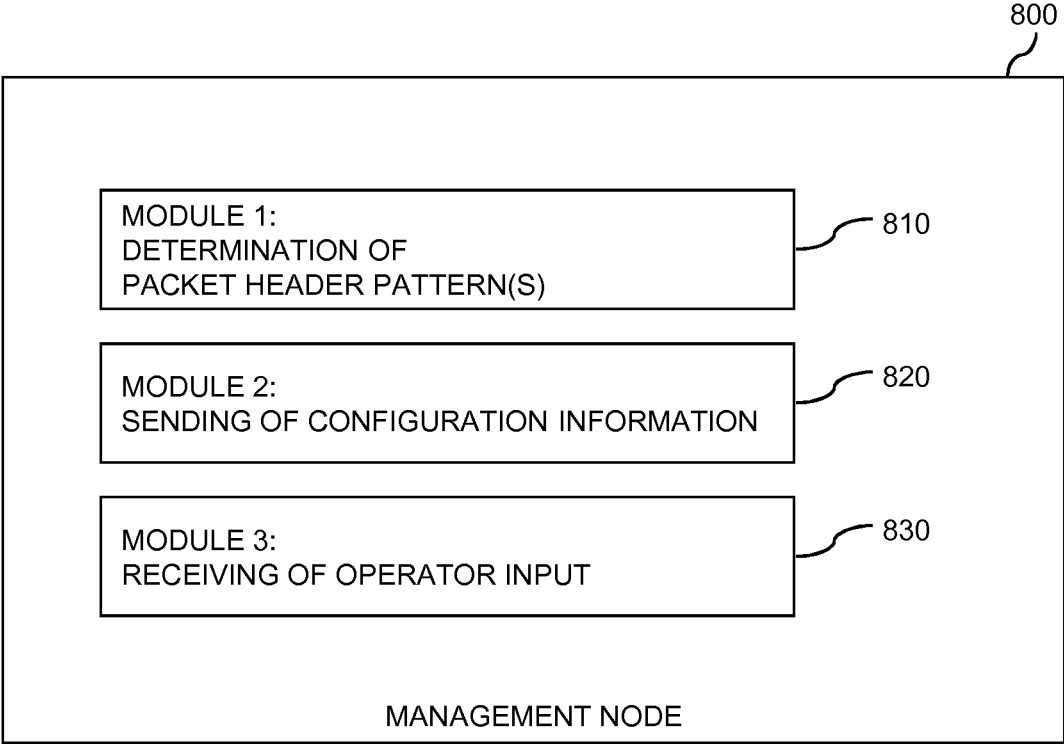 800
MODULE 1:
DETERMINATION OF
PACKET HEADER PATTERN(S)
810
MODULE 2:
SENDING OF CONFIGURATION INFORMATION
820
MODULE 3:
RECEIVING OF OPERATOR INPUT
830
MANAGEMENT NODE